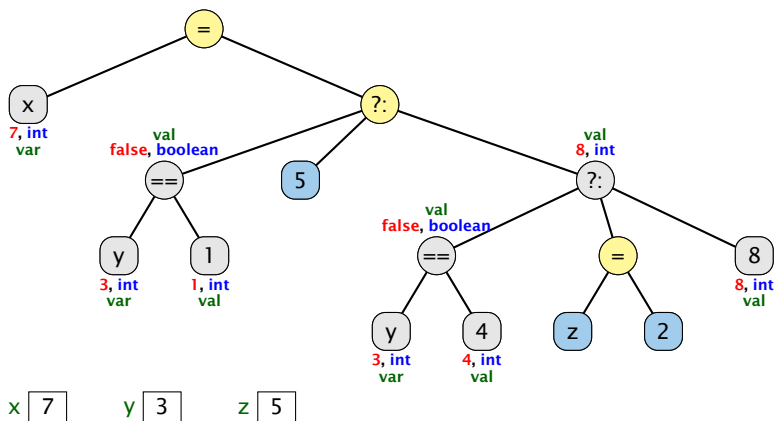 =
x
7, int
var
?:
val
false, boolean
==
5
val
8, int
?:
y
3, int
var
1
1, int
val
val
false, boolean
==
=
8
8, int
val
y
3, int
var
4
4, int
val
z
2
x 7 y 3 z 5